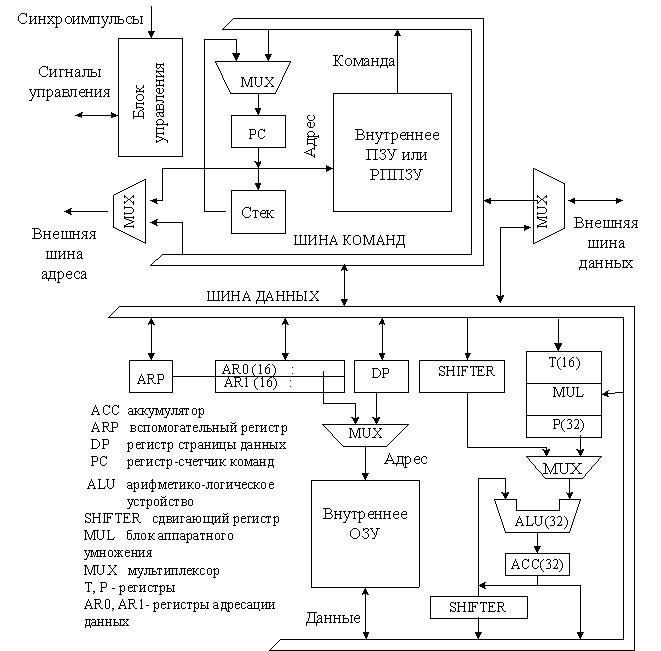 Синхроимпульсы
Сигналы
управления
Блок
управления
MUX
PC
Стек
Адрес
Команда
Внутреннее
ПЗУ или
РППЗУ
MUX
Внешняя
шина
адреса
ШИНА КОМАНД
MUX
Внешняя
шина
данных
ШИНА ДАННЫХ
ARP
AR0 (16) :
AR1 (16) :
DP
SHIFTER
T(16)
MUL
P(32)
MUX
Адрес
MUX
Внутреннее
ОЗУ
ALU(32)
ACC(32)
SHIFTER
Данные
ACC аккумулятор
ARP вспомогательный регистр
DP регистр страницы данных
PC регистр-счетчик команд
ALU арифметико-логическое
устройство
SHIFTER сдвигающий регистр
MUL блок аппаратного
умножения
MUX мультиплексор
T, P - регистры
AR0, AR1- регистры адресации
данных